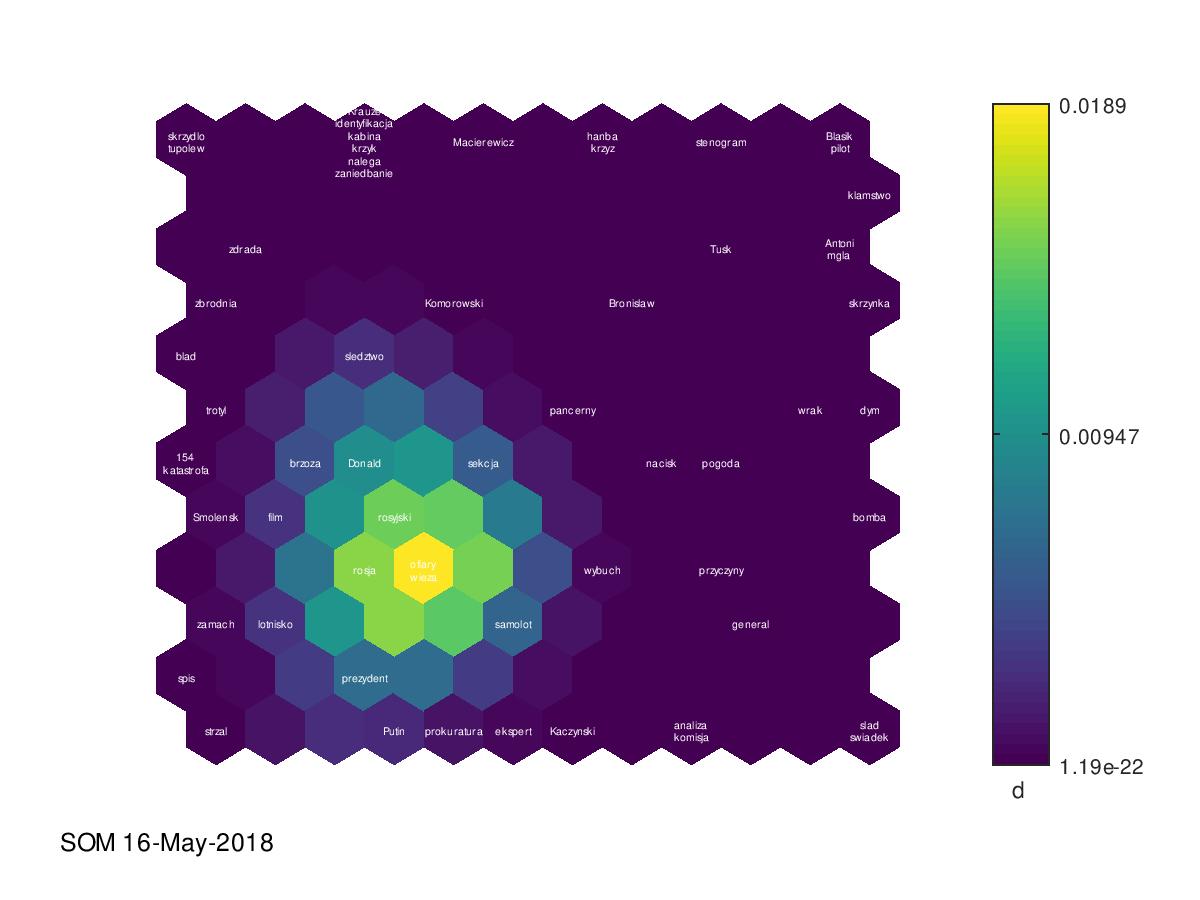 Krauze
identyfikacja
kabina
krzyk
nalega
zaniedbanie
skrzydlo
tupolew
Macierewicz
hanba
krzyz
stenogram
Blasik
pilot
klamstwo
zdrada
Tusk
Antoni
mgla
zbrodnia
Komorowski
Bronislaw
skrzynka
blad
sledztwo
trotyl
pancerny
wrak
dym
154
katastrofa
brzoza
Donald
sekcja
nacisk
pogoda
Smolensk
film
rosyjski
bomba
rosja
ofiary
wieza
wybuch
przyczyny
zamach
lotnisko
samolot
general
spis
prezydent
strzal
Putin
prokuratura
ekspert
Kaczynski
analiza
komisja
slad
swiadek
0.0189
0.00947
1.19e-22
d
SOM 16-May-2018